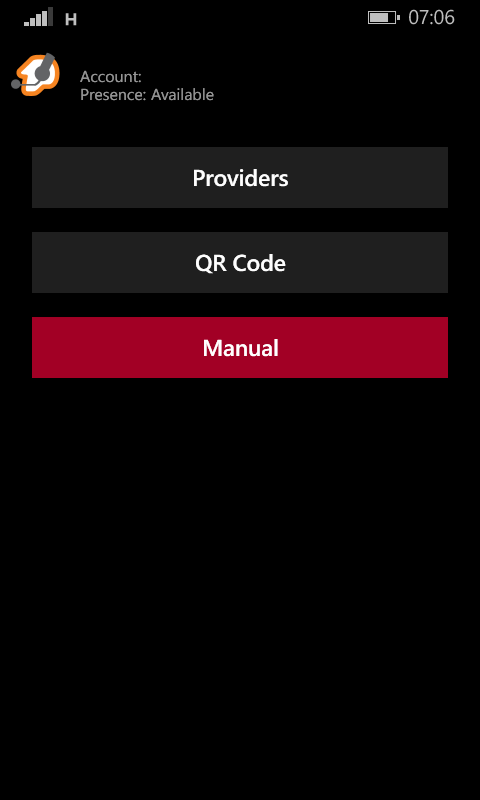 H
07:06
Account:
Presence: Available
Providers
QR Code
Manual